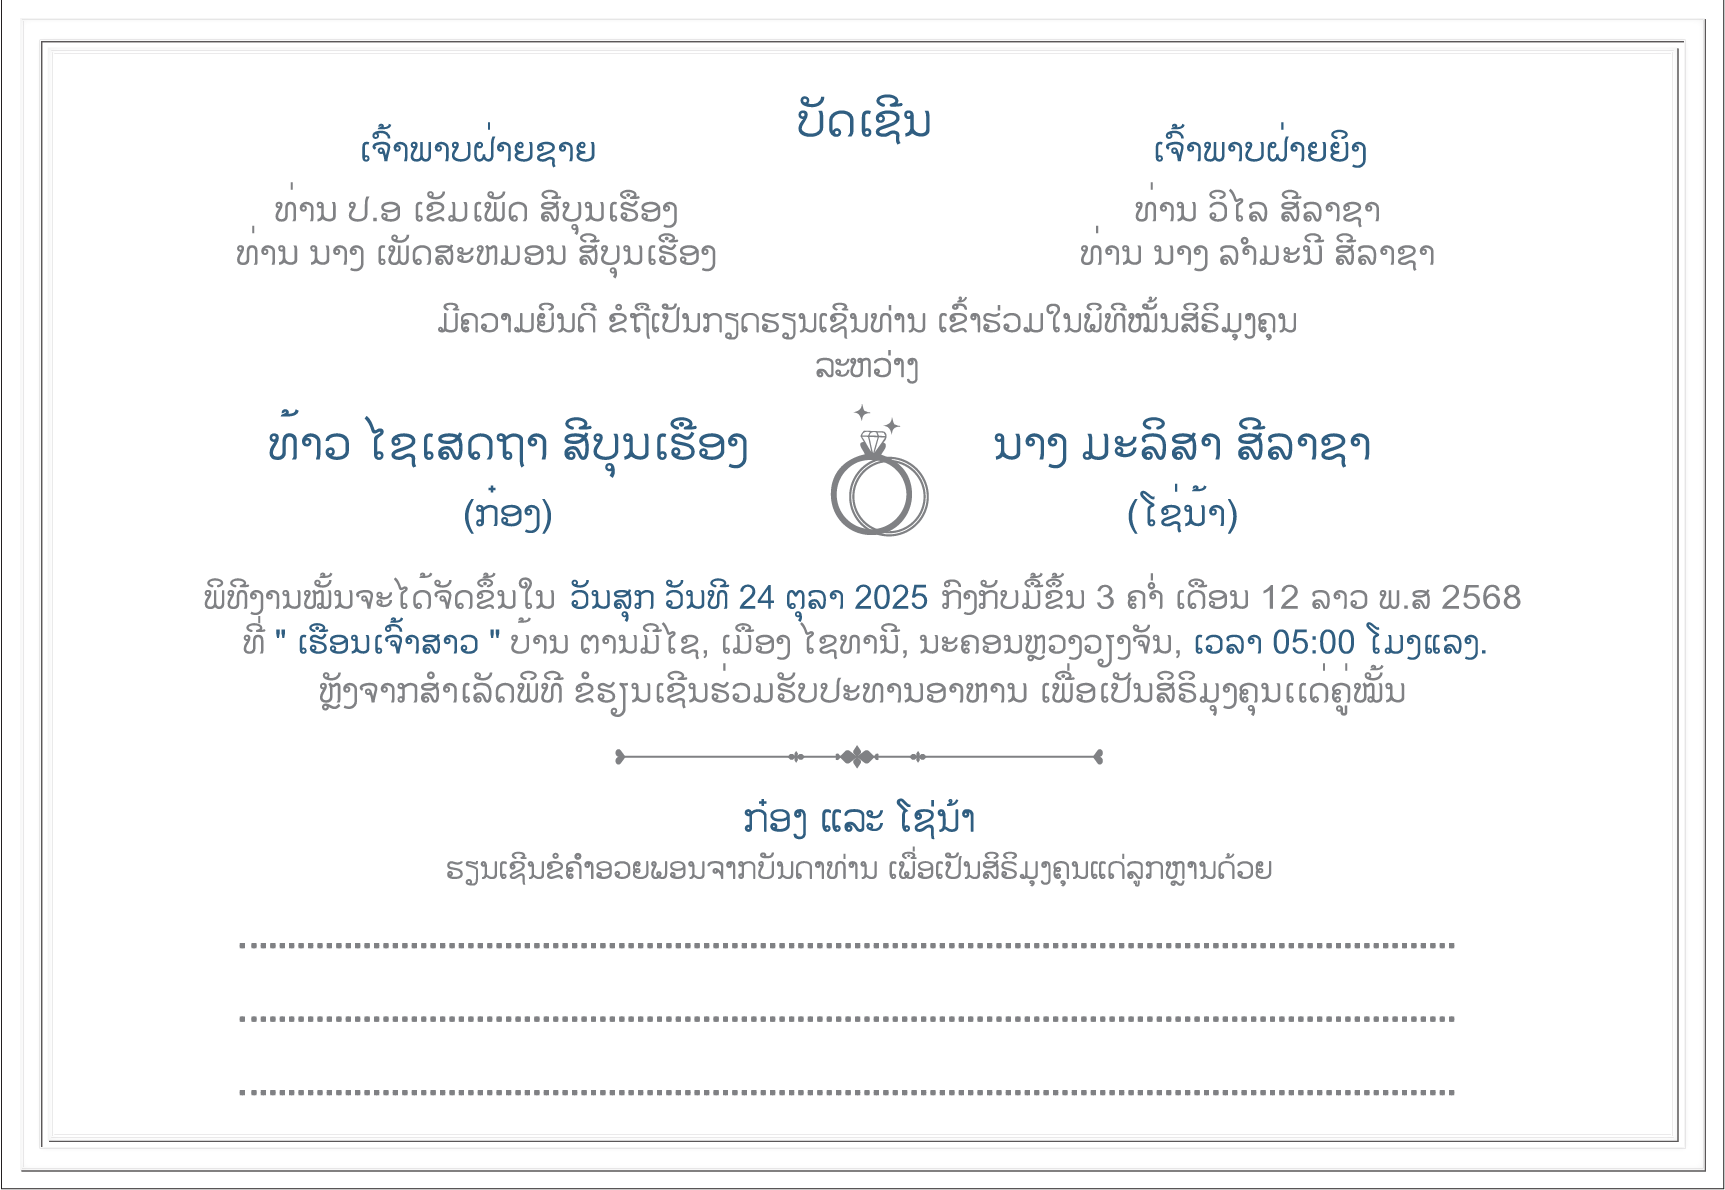 ບັດເຊີນ
ເຈົ້າພາບຝ່າຍຊາຍ
ທ່ານ ປ.ອ ເຂັມເພັດ ສີບຸນເຮືອງ
ທ່ານ ນາງ ເພັດສະຫມອນ ສີບຸນເຮືອງ
ເຈົ້າພາບຝ່າຍຍິງ
ທ່ານ ວິໄລ ສີລາຊາ
ທ່ານ ນາງ ລຳມະນີ ສີລາຊາ
ມີຄວາມຍິນດີ ຂໍຖືເປັນກຽດຮຽນເຊີນທ່ານ ເຂົ້າຮ່ວມໃນພິທີໝັ້ນສິຣິມຸງຄຸນ
ລະຫວ່າງ
ທ້າວ ໄຊເສດຖາ ສີບຸນເຮືອງ
(ກ໋ອງ)
ນາງ ມະລິສາ ສີລາຊາ
(ໂຊ່ນ້າ)
ພິທີງານໝັ້ນຈະໄດ້ຈັດຂຶ້ນໃນ ວັນສຸກ ວັນທີ 24 ຕຸລາ 2025 ກົງກັບມື້ຂຶ້ນ 3 ຄ່ຳ ເດືອນ 12 ລາວ ພ.ສ 2568
ທີ່ " ເຮືອນເຈົ້າສາວ " ບ້ານ ຕານມີໄຊ, ເມືອງ ໄຊທານີ, ນະຄອນຫຼວງວຽງຈັນ, ເວລາ 05:00 ໂມງແລງ.
ຫຼັງຈາກສຳເລັດພິທີ ຂໍຮຽນເຊີນຮ່ວມຮັບປະທານອາຫານ ເພື່ອເປັນສິຣິມຸງຄຸນເເດ່ຄູ່ໝັ້ນ
ກ໋ອງ ແລະ ໂຊ່ນ້າ
ຮຽນເຊີນຂໍຄຳອວຍພອນຈາກບັນດາທ່ານ ເພື່ອເປັນສິຣິມຸງຄຸນແດ່ລູກຫຼານດ້ວຍ